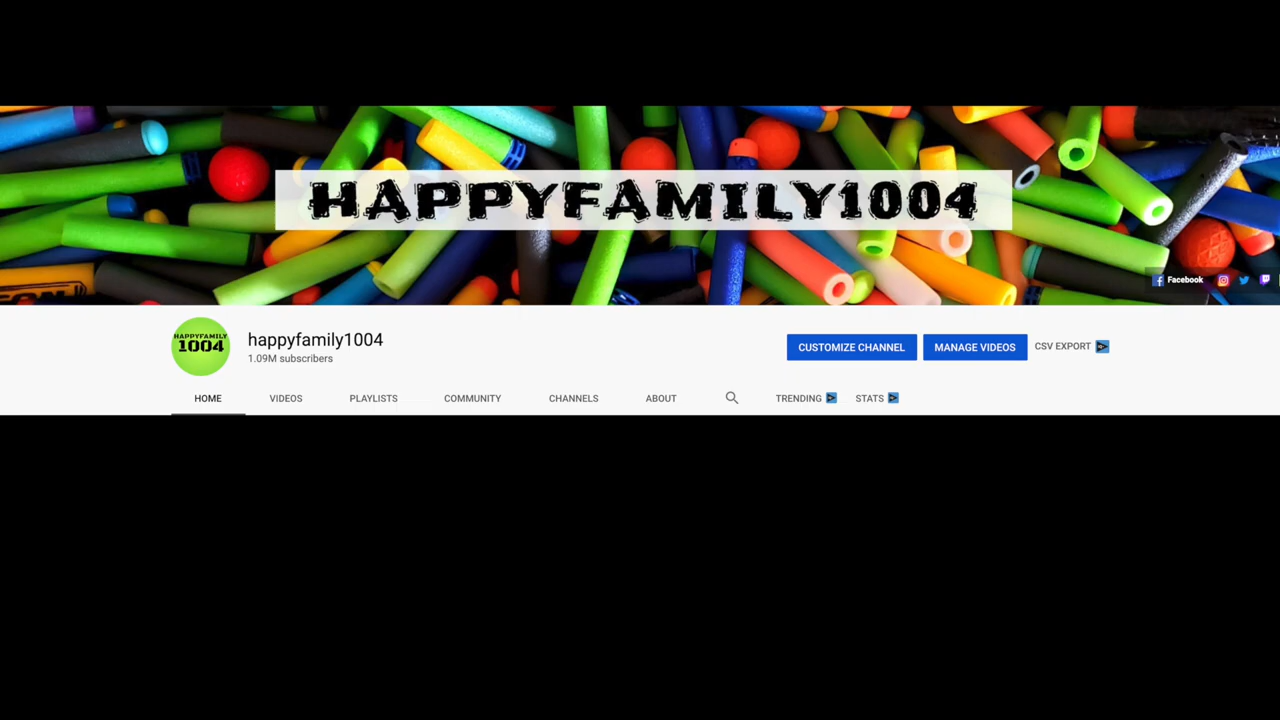 HAPPYFAMILY1004
Facebook
HAPPYFAMILY
1004
happyfamily1004
1.09M subscribers
CUSTOMIZE CHANNEL
MANAGE VIDEOS
CSV EXPORT
HOME VIDEOS PLAYLISTS COMMUNITY CHANNELS ABOUT TRENDING STATS